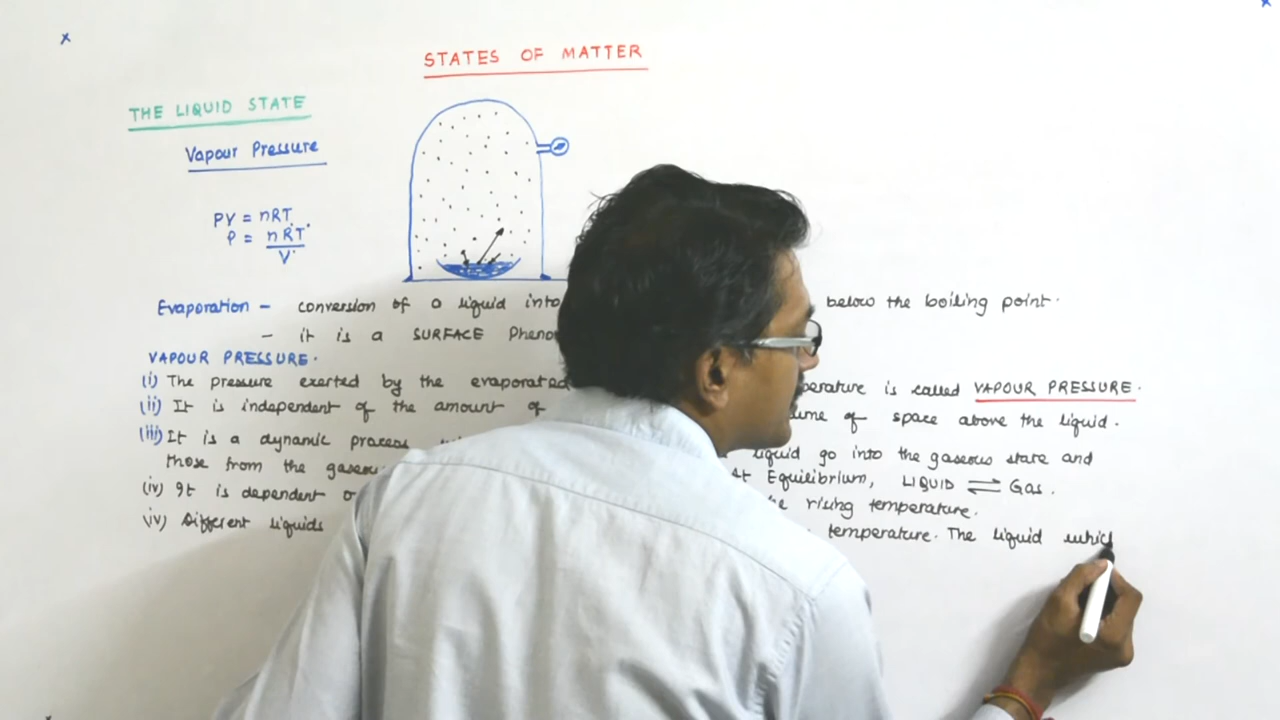 STATES OF MATTER
THE LIQUID STATE
Vapour Pressure
PV = nRT
P = nRT
V
Evaporation – conversion of a liquid into below the boiling point.
– it is a SURFACE
VAPOUR PRESSURE.
(i) The pressure exerted by the evaporated is called VAPOUR PRESSURE.
(ii) It is independent of the amount of of space above the liquid.
(iii) It is a dynamic process liquid go into the gaseous state and
those from the At Equilibrium, LIQUID ⇌ Gas.
(iv) It is dependent rising temperature.
(iv) Different liquids temperature. The liquid